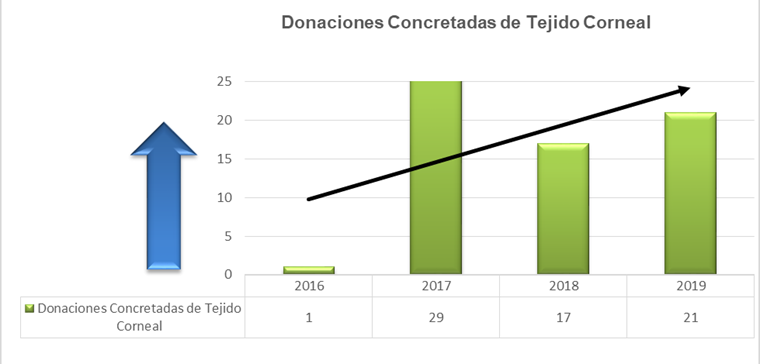 Donaciones Concretadas de Tejido Corneal
25
20
15
10
5
0
2016 2017 2018 2019
Donaciones Concretadas de Tejido
Corneal
1 29 17 21